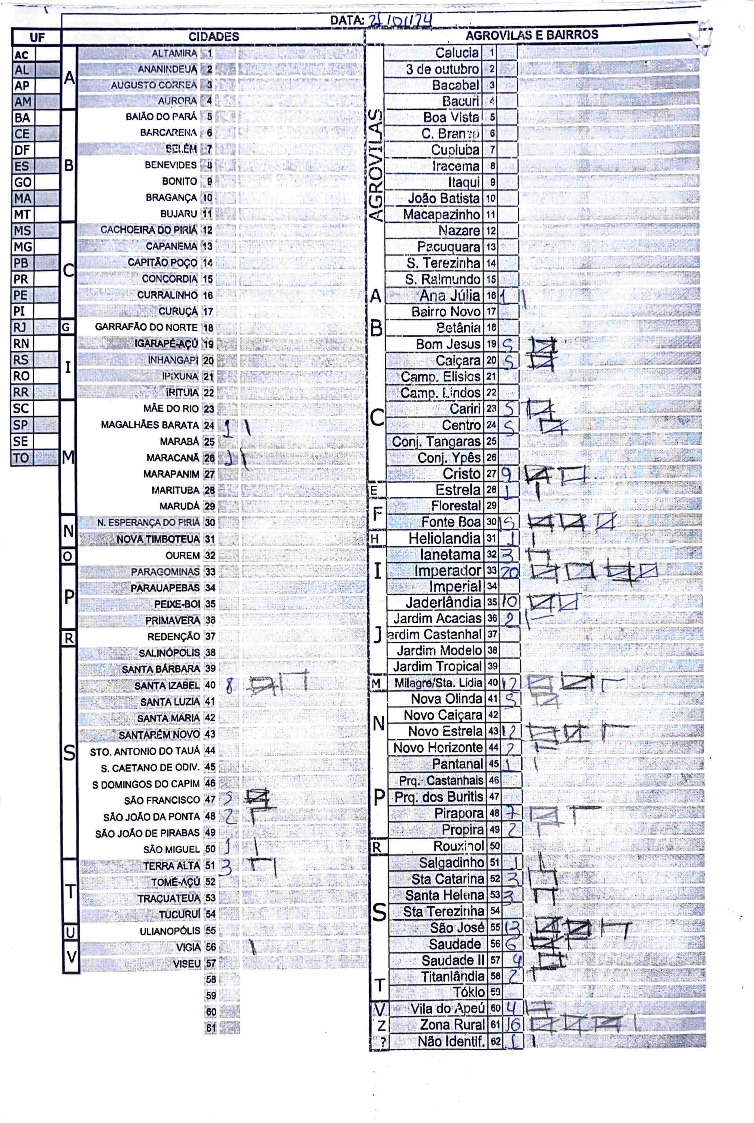 DATA: 21/01/74
UF
CIDADES
AGROVILAS E BAIRROS
AC
AL
AP
AM
BA
CE
DF
ES
GO
MA
MT
MS
MG
PB
PR
PE
PI
RJ
RN
RS
RO
RR
SC
SP
SE
TO
A
ALTAMIRA 1
ANANINDEUA 2
AUGUSTO CORREA 3
AURORA 4
B
BAIÃO DO PARÁ 5
BARCARENA 6
BELÉM 7
BENEVIDES 8
BONITO 9
BRAGANÇA 10
BUJARU 11
C
CACHOEIRA DO PIRIÁ 12
CAPANEMA 13
CAPITÃO POÇO 14
CONCÓRDIA 15
CURRALINHO 16
CURUÇÁ 17
G
GARRAFÃO DO NORTE 18
I
IGARAPÉ-AÇÚ 19
INHANGAPI 20
IPIXUNA 21
IRITUIA 22
M
MÃE DO RIO 23
MAGALHÃES BARATA 24 1
MARABÁ 25
MARACANÃ 26 1
MARAPANIM 27
MARITUBA 28
MARUDÁ 29
N
N. ESPERANÇA DO PIRIÁ 30
NOVA TIMBOTEUA 31
O
OUREM 32
P
PARAGOMINAS 33
PARAUAPEBAS 34
PEIXE-BOI 35
PRIMAVERA 36
R
REDENÇÃO 37
S
SALINÓPOLIS 38
SANTA BÁRBARA 39
SANTA IZABEL 40 8
SANTA LUZIA 41
SANTA MARIA 42
SANTARÉM NOVO 43
STO. ANTONIO DO TAUÁ 44
S. CAETANO DE ODIV. 45
S DOMINGOS DO CAPIM 46
SÃO FRANCISCO 47 5
SÃO JOÃO DA PONTA 48 2
SÃO JOÃO DE PIRABAS 49
SÃO MIGUEL 50 1
T
TERRA ALTA 51 3
TOMÉ-AÇÚ 52
TRACUATEUA 53
TUCURUÍ 54
U
ULIANÓPOLIS 55
V
VIGIA 56
VISEU 57
58
59
60
61
AGROVILAS
Calucia 1
3 de outubro 2
Bacabal 3
Bacuri 4
Boa Vista 5
C. Branco 6
Cupiuba 7
Iracema 8
Itaqui 9
João Batista 10
Macapazinho 11
Nazare 12
Pacuquara 13
S. Terezinha 14
S. Raimundo 15
A
Ana Júlia 16 1
B
Bairro Novo 17
Betânia 18
Bom Jesus 19 5
C
Caiçara 20 5
Camp. Elisios 21
Camp. Lindos 22
Cariri 23 5
Centro 24 5
Conj. Tangaras 25
Conj. Ypês 26
Cristo 27 9
E
Estrela 28 1
F
Florestal 29
Fonte Boa 30 15
H
Heliolandia 31 1
I
Ianetama 32 3
Imperador 33 20
Imperial 34
J
Jaderlândia 35 10
Jardim Acacias 36 2
Jardim Castanhal 37
Jardim Modelo 38
Jardim Tropical 39
M
Milagre/Sta. Lidia 40 12
N
Nova Olinda 41 5
Novo Caiçara 42
Novo Estrela 43 12
Novo Horizonte 44 2
P
Pantanal 45 1
Prq. Castanhais 46
Prq. dos Buritis 47
Pirapora 48 7
Propira 49 2
R
Rouxinol 50
S
Salgadinho 51 1
Sta Catarina 52 3
Santa Helena 53 3
Sta Terezinha 54
São José 55 13
Saudade 56 6
Saudade II 57 4
T
Titanlândia 58 2
Tóklo 59
V
Vila do Apeú 60 4
Z
Zona Rural 61 16
?
Não Identif. 62 1